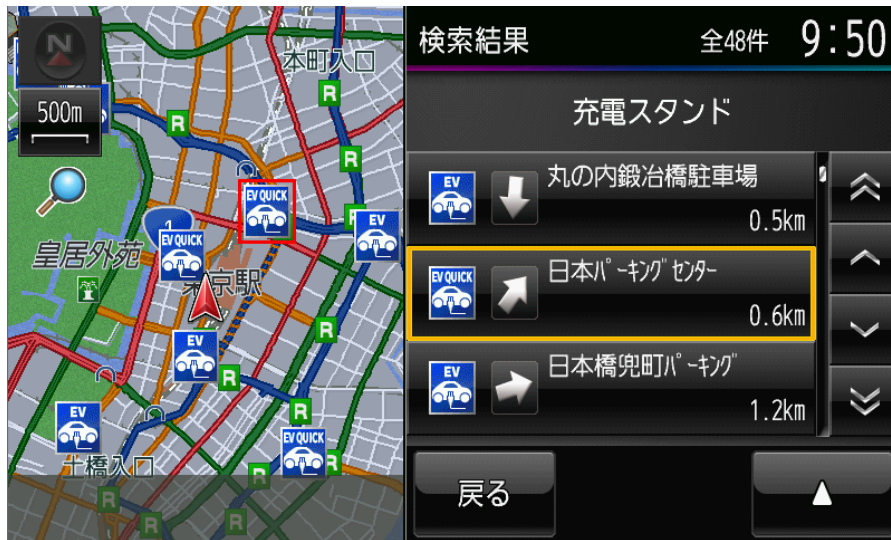 N
500m
本町入口
R
R
R
EV QUICK
EV
1
EV QUICK
皇居外苑
東京駅
R
EV
R
EV
R
EV QUICK
R
土橋入口
R
R
R
R
検索結果
全48件
9:50
充電スタンド
EV
丸の内鍛冶橋駐車場
0.5km
EV QUICK
日本パーキングセンター
0.6km
EV
日本橋兜町パーキング
1.2km
戻る